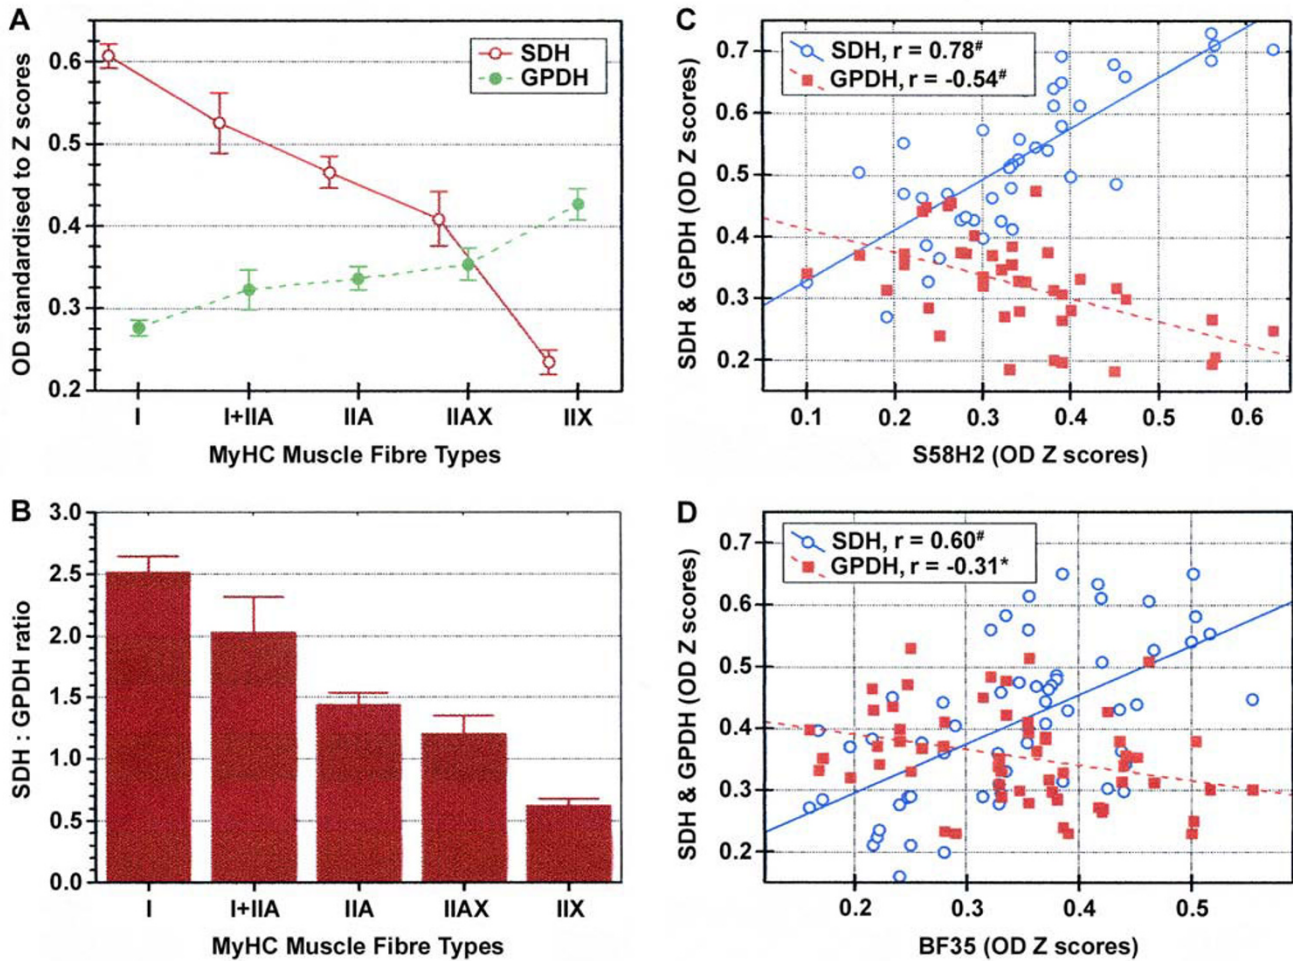 A
SDH
GPDH
OD standardised to Z scores
0.6
0.5
0.4
0.3
0.2
I
I+IIA
IIA
IIAX
IIX
MyHC Muscle Fibre Types
C
SDH, r = 0.78#
GPDH, r = -0.54#
SDH & GPDH (OD Z scores)
0.7
0.6
0.5
0.4
0.3
0.2
0.1
0.2
0.3
0.4
0.5
0.6
S58H2 (OD Z scores)
B
SDH : GPDH ratio
3.0
2.5
2.0
1.5
1.0
0.5
0.0
I
I+IIA
IIA
IIAX
IIX
MyHC Muscle Fibre Types
D
SDH, r = 0.60#
GPDH, r = -0.31*
SDH & GPDH (OD Z scores)
0.7
0.6
0.5
0.4
0.3
0.2
0.2
0.3
0.4
0.5
BF35 (OD Z scores)